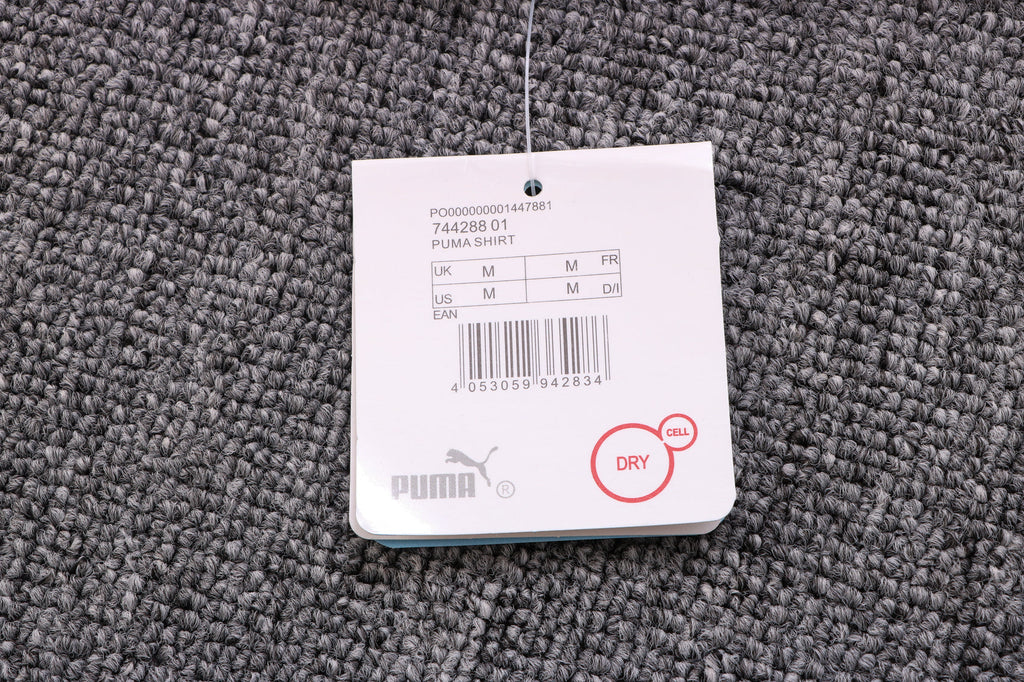 PO000000001447881
744288 01
PUMA SHIRT
UK M M FR
US M M D/I
EAN
4 053059 942834
CELL
DRY
PUMA ®